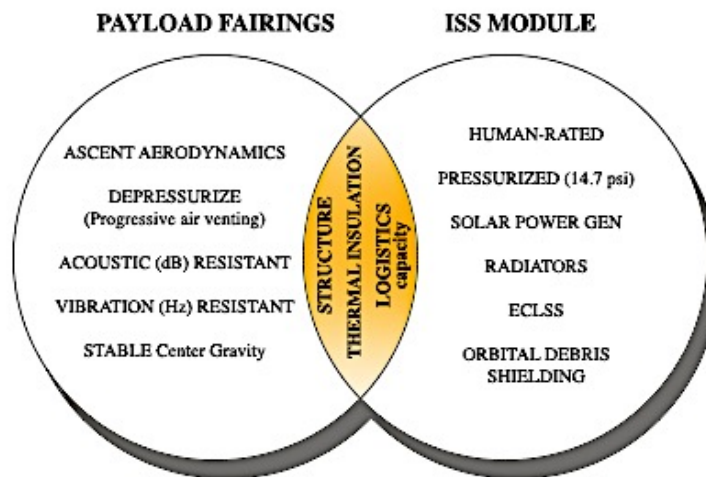 PAYLOAD FAIRINGS
ISS MODULE
ASCENT AERODYNAMICS
DEPRESSURIZE
(Progressive air venting)
ACOUSTIC (dB) RESISTANT
VIBRATION (Hz) RESISTANT
STABLE Center Gravity
STRUCTURE
THERMAL INSULATION
LOGISTICS
capacity
HUMAN-RATED
PRESSURIZED (14.7 psi)
SOLAR POWER GEN
RADIATORS
ECLSS
ORBITAL DEBRIS
SHIELDING